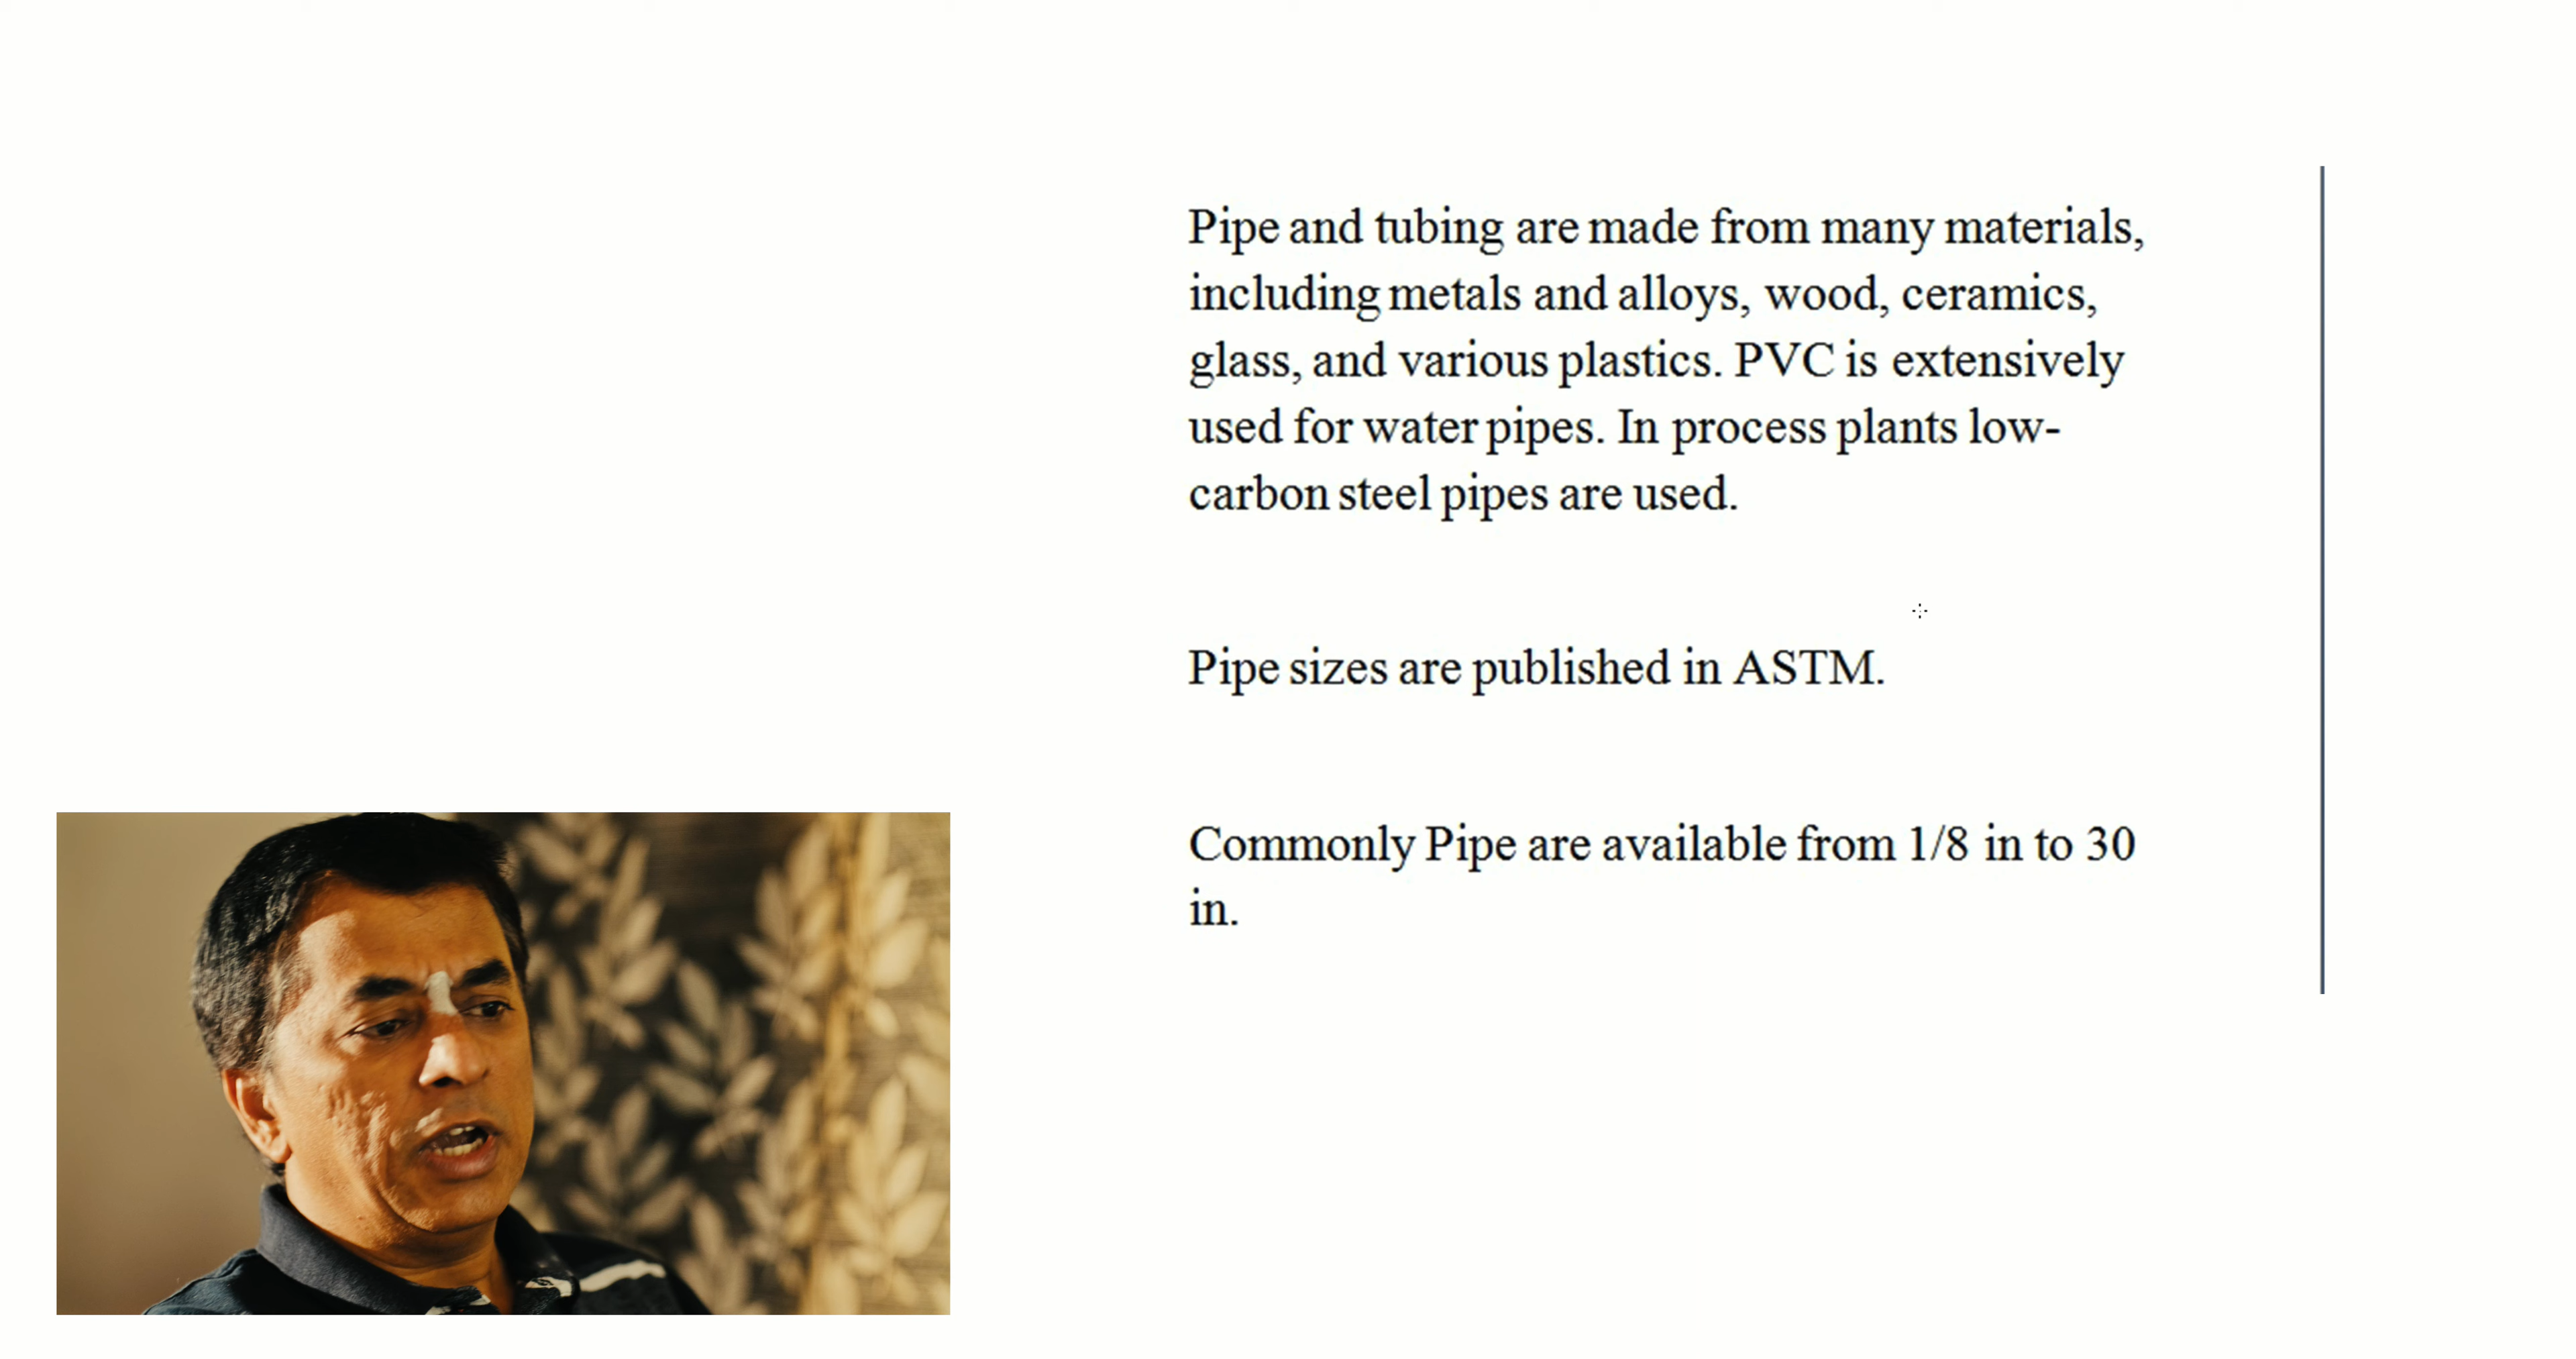 Pipe and tubing are made from many materials,
including metals and alloys, wood, ceramics,
glass, and various plastics. PVC is extensively
used for water pipes. In process plants low-
carbon steel pipes are used.
Pipe sizes are published in ASTM.
Commonly Pipe are available from 1/8 in to 30
in.